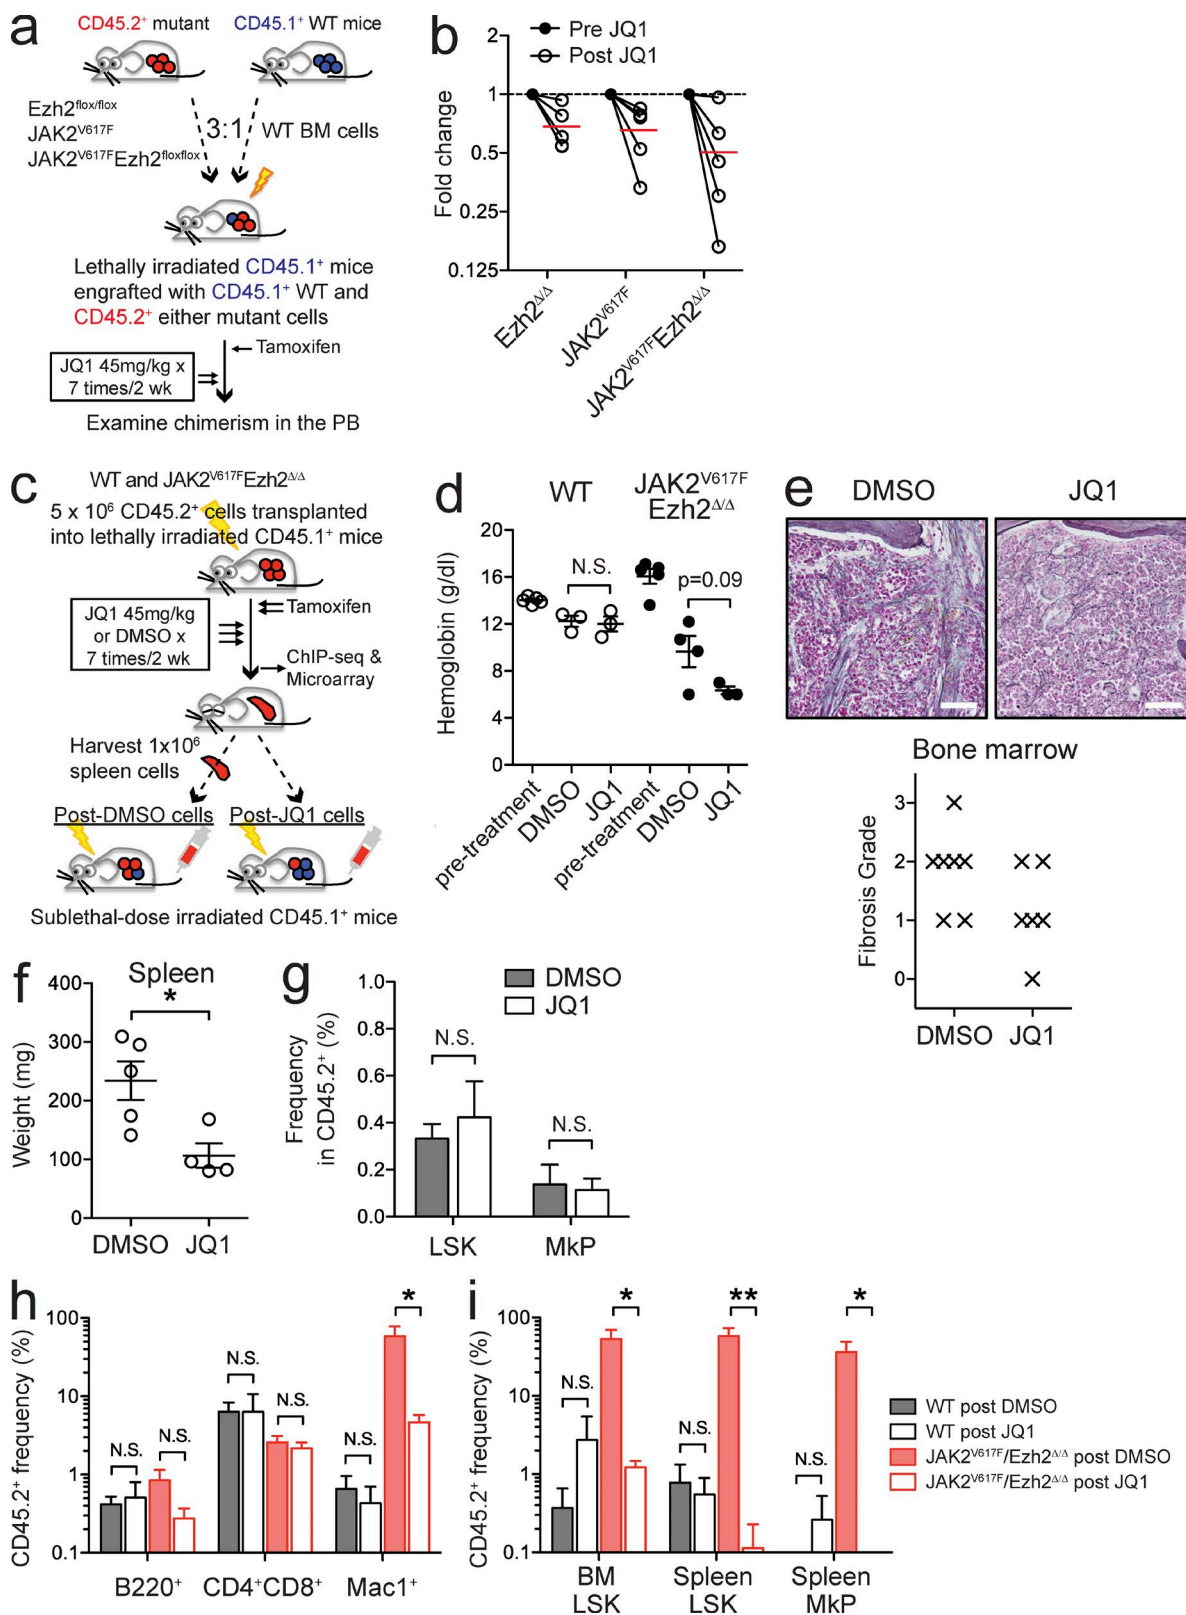 a
CD45.2⁺ mutant
CD45.1⁺ WT mice
Ezh2flox/flox
JAK2V617F
JAK2V617FEzh2floxflox
3:1
WT BM cells
Lethally irradiated CD45.1⁺ mice
engrafted with CD45.1⁺ WT and
CD45.2⁺ either mutant cells
Tamoxifen
JQ1 45mg/kg x
7 times/2 wk
Examine chimerism in the PB
b
Pre JQ1
Post JQ1
Fold change
2
1
0.5
0.25
0.125
Ezh2Δ/Δ
JAK2V617F
JAK2V617FEzh2Δ/Δ
c
WT and JAK2V617FEzh2Δ/Δ
5 x 10⁶ CD45.2⁺ cells transplanted
into lethally irradiated CD45.1⁺ mice
JQ1 45mg/kg
or DMSO x
7 times/2 wk
Tamoxifen
ChIP-seq &
Microarray
Harvest 1x10⁶
spleen cells
Post-DMSO cells
Post-JQ1 cells
Sublethal-dose irradiated CD45.1⁺ mice
d
WT
JAK2V617F
Ezh2Δ/Δ
Hemoglobin (g/dl)
20
16
12
8
4
0
N.S.
p=0.09
pre-treatment
DMSO
JQ1
pre-treatment
DMSO
JQ1
e
DMSO
JQ1
Bone marrow
Fibrosis Grade
3
2
1
0
DMSO
JQ1
f
Spleen
*
Weight (mg)
400
300
200
100
0
DMSO
JQ1
g
DMSO
JQ1
Frequency
in CD45.2⁺ (%)
1.0
0.8
0.6
0.4
0.2
0.0
N.S.
N.S.
LSK
MkP
h
CD45.2⁺ frequency (%)
100
10
1
0.1
N.S.
N.S.
N.S.
N.S.
N.S.
*
B220⁺
CD4⁺CD8⁺
Mac1⁺
i
CD45.2⁺ frequency (%)
100
10
1
0.1
N.S.
*
N.S.
**
N.S.
*
BM
LSK
Spleen
LSK
Spleen
MkP
WT post DMSO
WT post JQ1
JAK2V617F/Ezh2Δ/Δ post DMSO
JAK2V617F/Ezh2Δ/Δ post JQ1